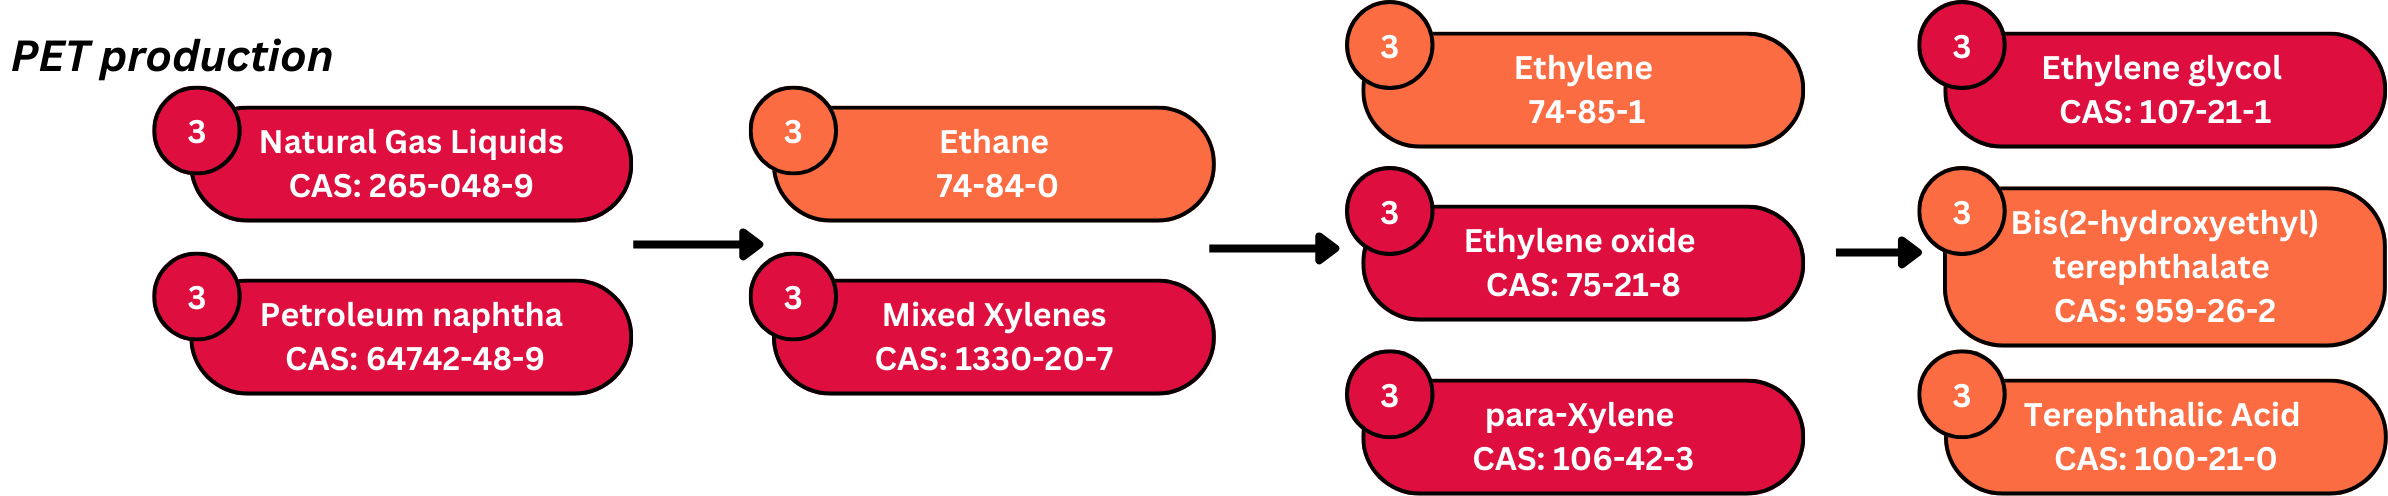 PET production
3
Natural Gas Liquids
CAS: 265-048-9
3
Petroleum naphtha
CAS: 64742-48-9
3
Ethane
74-84-0
3
Mixed Xylenes
CAS: 1330-20-7
3
Ethylene
74-85-1
3
Ethylene oxide
CAS: 75-21-8
3
para-Xylene
CAS: 106-42-3
3
Ethylene glycol
CAS: 107-21-1
3
Bis(2-hydroxyethyl)
terephthalate
CAS: 959-26-2
3
Terephthalic Acid
CAS: 100-21-0